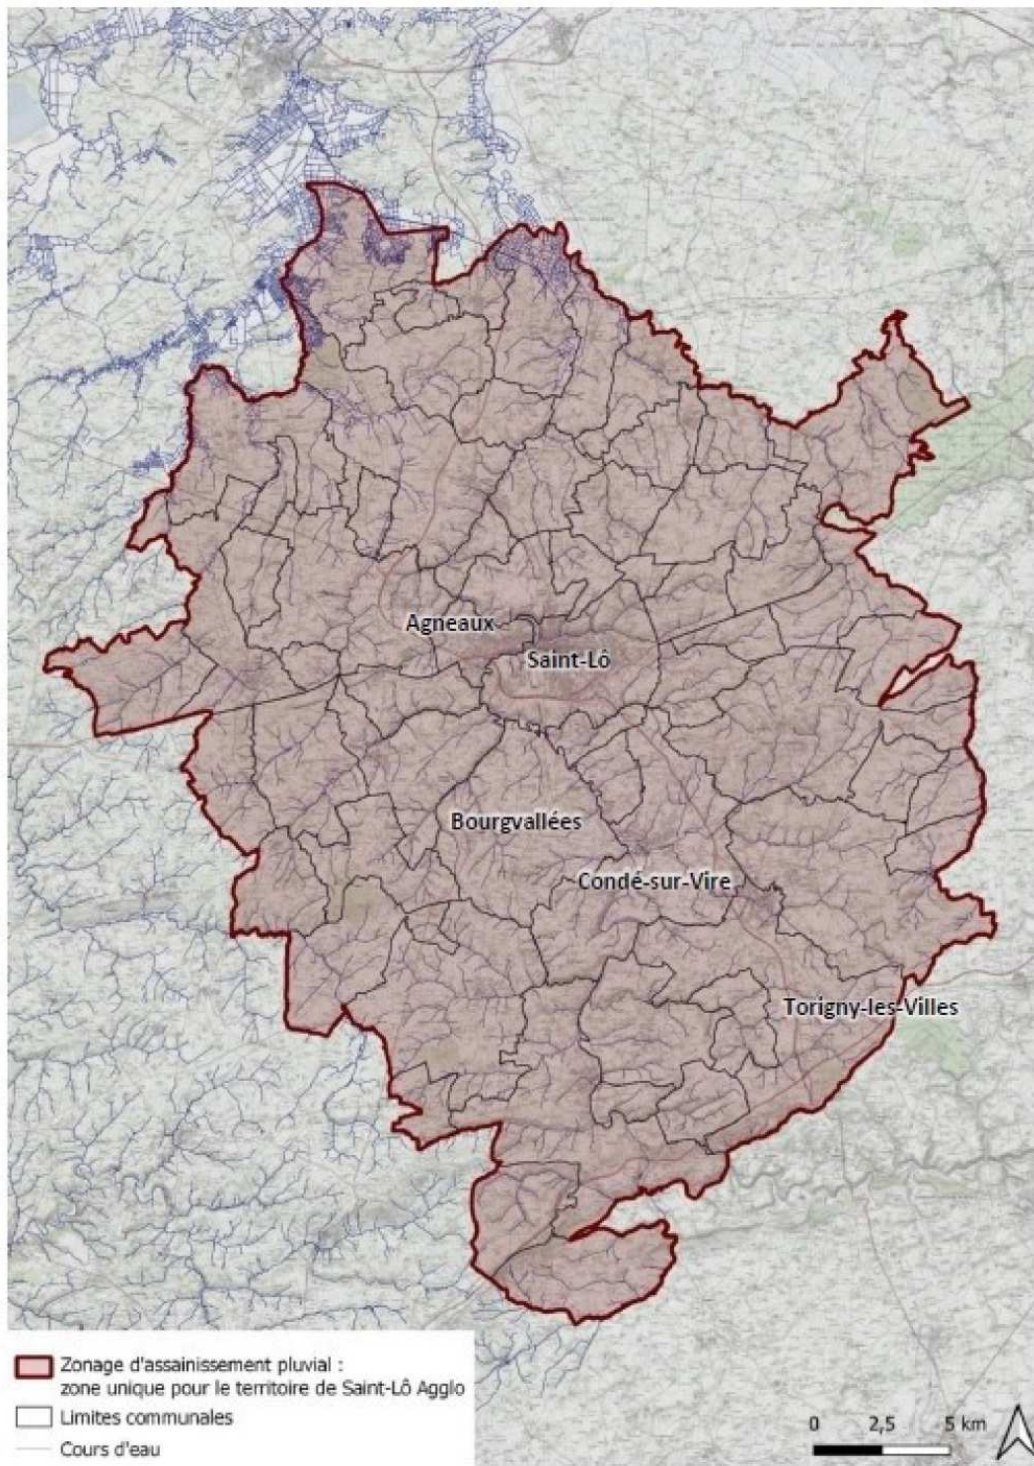 Agneaux
Saint-Lô
Bourgvallées
Condé-sur-Vire
Torigny-les-Villes
Zonage d'assainissement pluvial :
zone unique pour le territoire de Saint-Lô Agglo
Limites communales
Cours d'eau
0 2,5 5 km